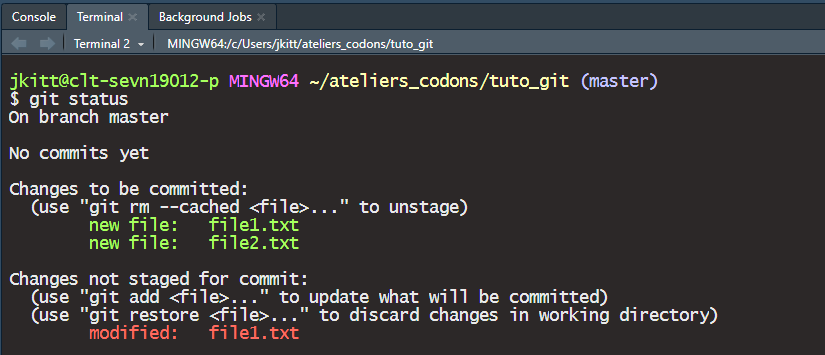 Console Terminal Background Jobs
Terminal 2 MINGW64:/c/Users/jkitt/ateliers_codons/tuto_git
jkitt@clt-sevn19012-p MINGW64 ~/ateliers_codons/tuto_git (master)
$ git status
On branch master
No commits yet
Changes to be committed:
(use "git rm --cached <file>..." to unstage)
new file: file1.txt
new file: file2.txt
Changes not staged for commit:
(use "git add <file>..." to update what will be committed)
(use "git restore <file>..." to discard changes in working directory)
modified: file1.txt